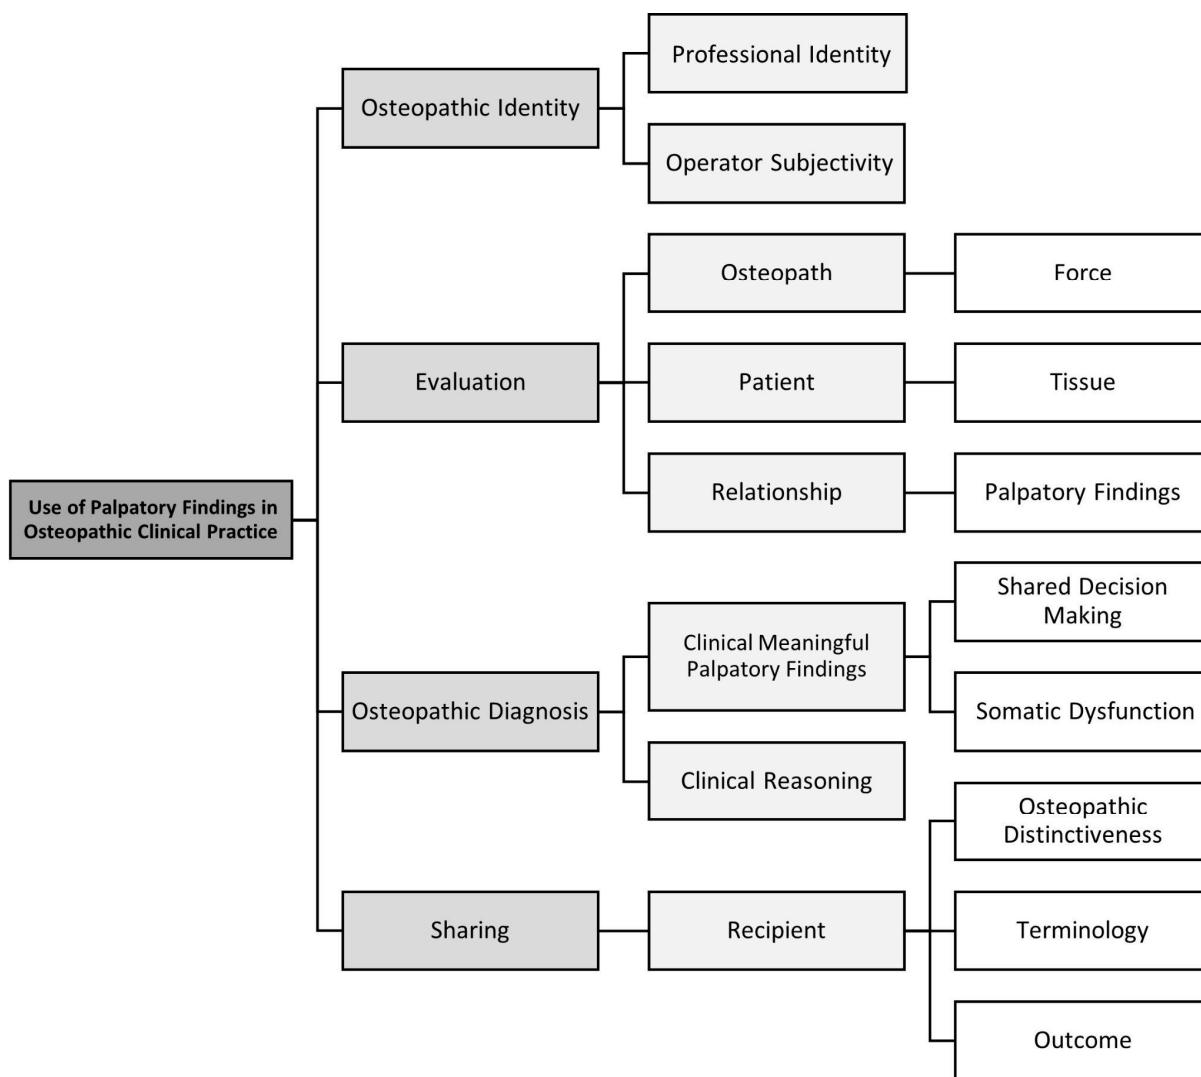 Professional Identity
Osteopathic Identity
Operator Subjectivity
Osteopath
Force
Evaluation
Patient
Tissue
Relationship
Palpatory Findings
Use of Palpatory Findings in
Osteopathic Clinical Practice
Shared Decision
Making
Clinical Meaningful
Palpatory Findings
Osteopathic Diagnosis
Somatic Dysfunction
Clinical Reasoning
Osteopathic
Distinctiveness
Sharing
Recipient
Terminology
Outcome